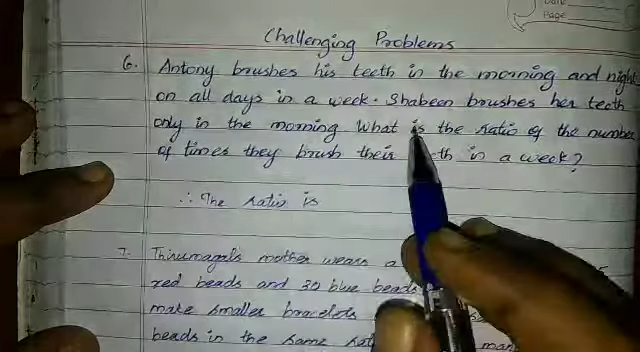 Date
Page
Challenging Problems
6. Antony brushes his teeth in the morning and night
on all days in a week. Shabeen brushes her teeth
only in the morning. What is the ratio of the number
of times they brush their teeth in a week?
∴ The ratio is
7. Thirumagal's mother wears a
red beads and 30 blue beads
make smaller bracelets
beads in the same